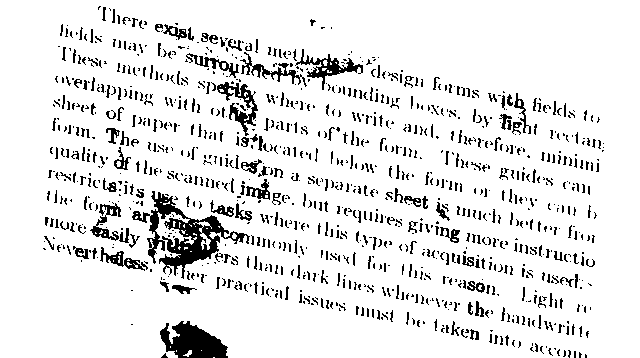 There exist several methods to design forms with fields to
fields may be surrounded by bounding boxes, by light rectan
These methods specify where to write and, therefore, minimi
overlapping with other parts of the form. These guides can
sheet of paper that is located below the form or they can b
form. The use of guides on a separate sheet is much better fro
quality of the scanned image, but requires giving more instructio
restricts its use to tasks where this type of acquisition is used.
the form are more commonly used for this reason. Light re
more easily with filters than dark lines whenever the handwritte
Nevertheless, other practical issues must be taken into accoun